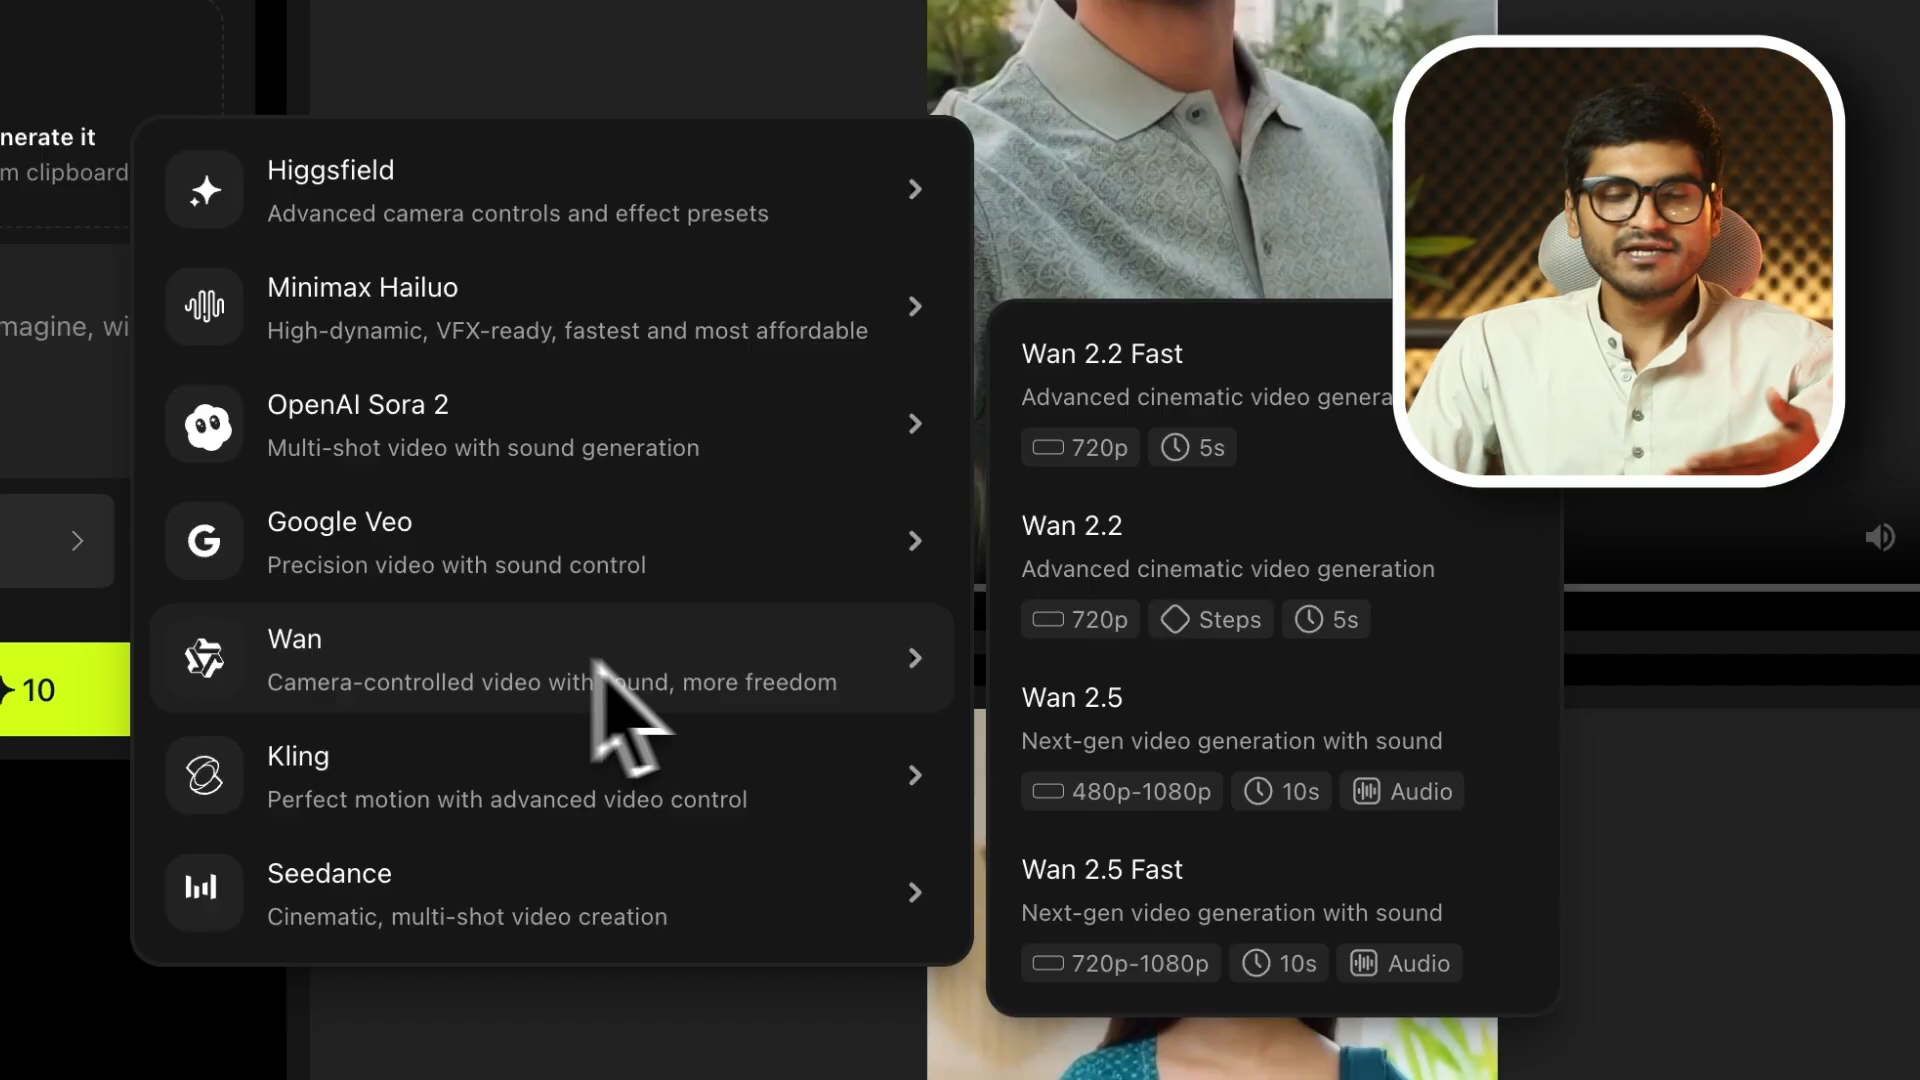 nerate it
m clipboard
magine, wi
10
Higgsfield
Advanced camera controls and effect presets
Minimax Hailuo
High-dynamic, VFX-ready, fastest and most affordable
OpenAI Sora 2
Multi-shot video with sound generation
Google Veo
Precision video with sound control
Wan
Camera-controlled video with ound, more freedom
Kling
Perfect motion with advanced video control
Seedance
Cinematic, multi-shot video creation
Wan 2.2 Fast
Advanced cinematic video genera
720p 5s
Wan 2.2
Advanced cinematic video generation
720p Steps 5s
Wan 2.5
Next-gen video generation with sound
480p-1080p 10s Audio
Wan 2.5 Fast
Next-gen video generation with sound
720p-1080p 10s Audio